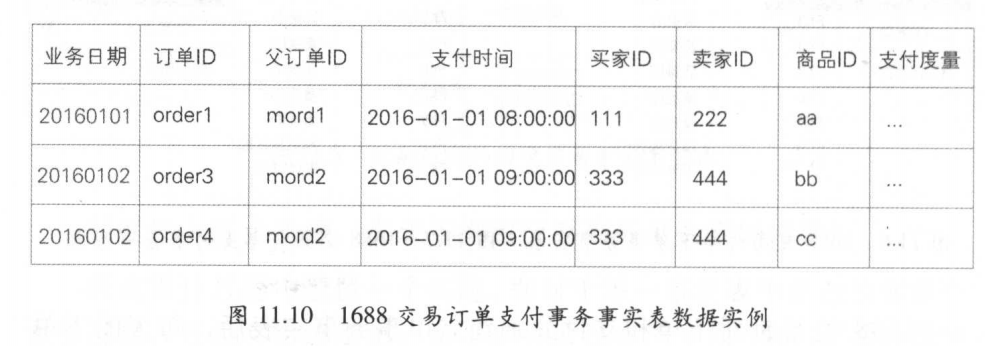 业务日期 订单ID 父订单ID 支付时间 买家ID 卖家ID 商品ID 支付度量
20160101 order1 mord1 2016-01-01 08:00:00 111 222 aa ...
20160102 order3 mord2 2016-01-01 09:00:00 333 444 bb ...
20160102 order4 mord2 2016-01-01 09:00:00 333 444 cc ...
图 11.10 1688 交易订单支付事务事实表数据实例